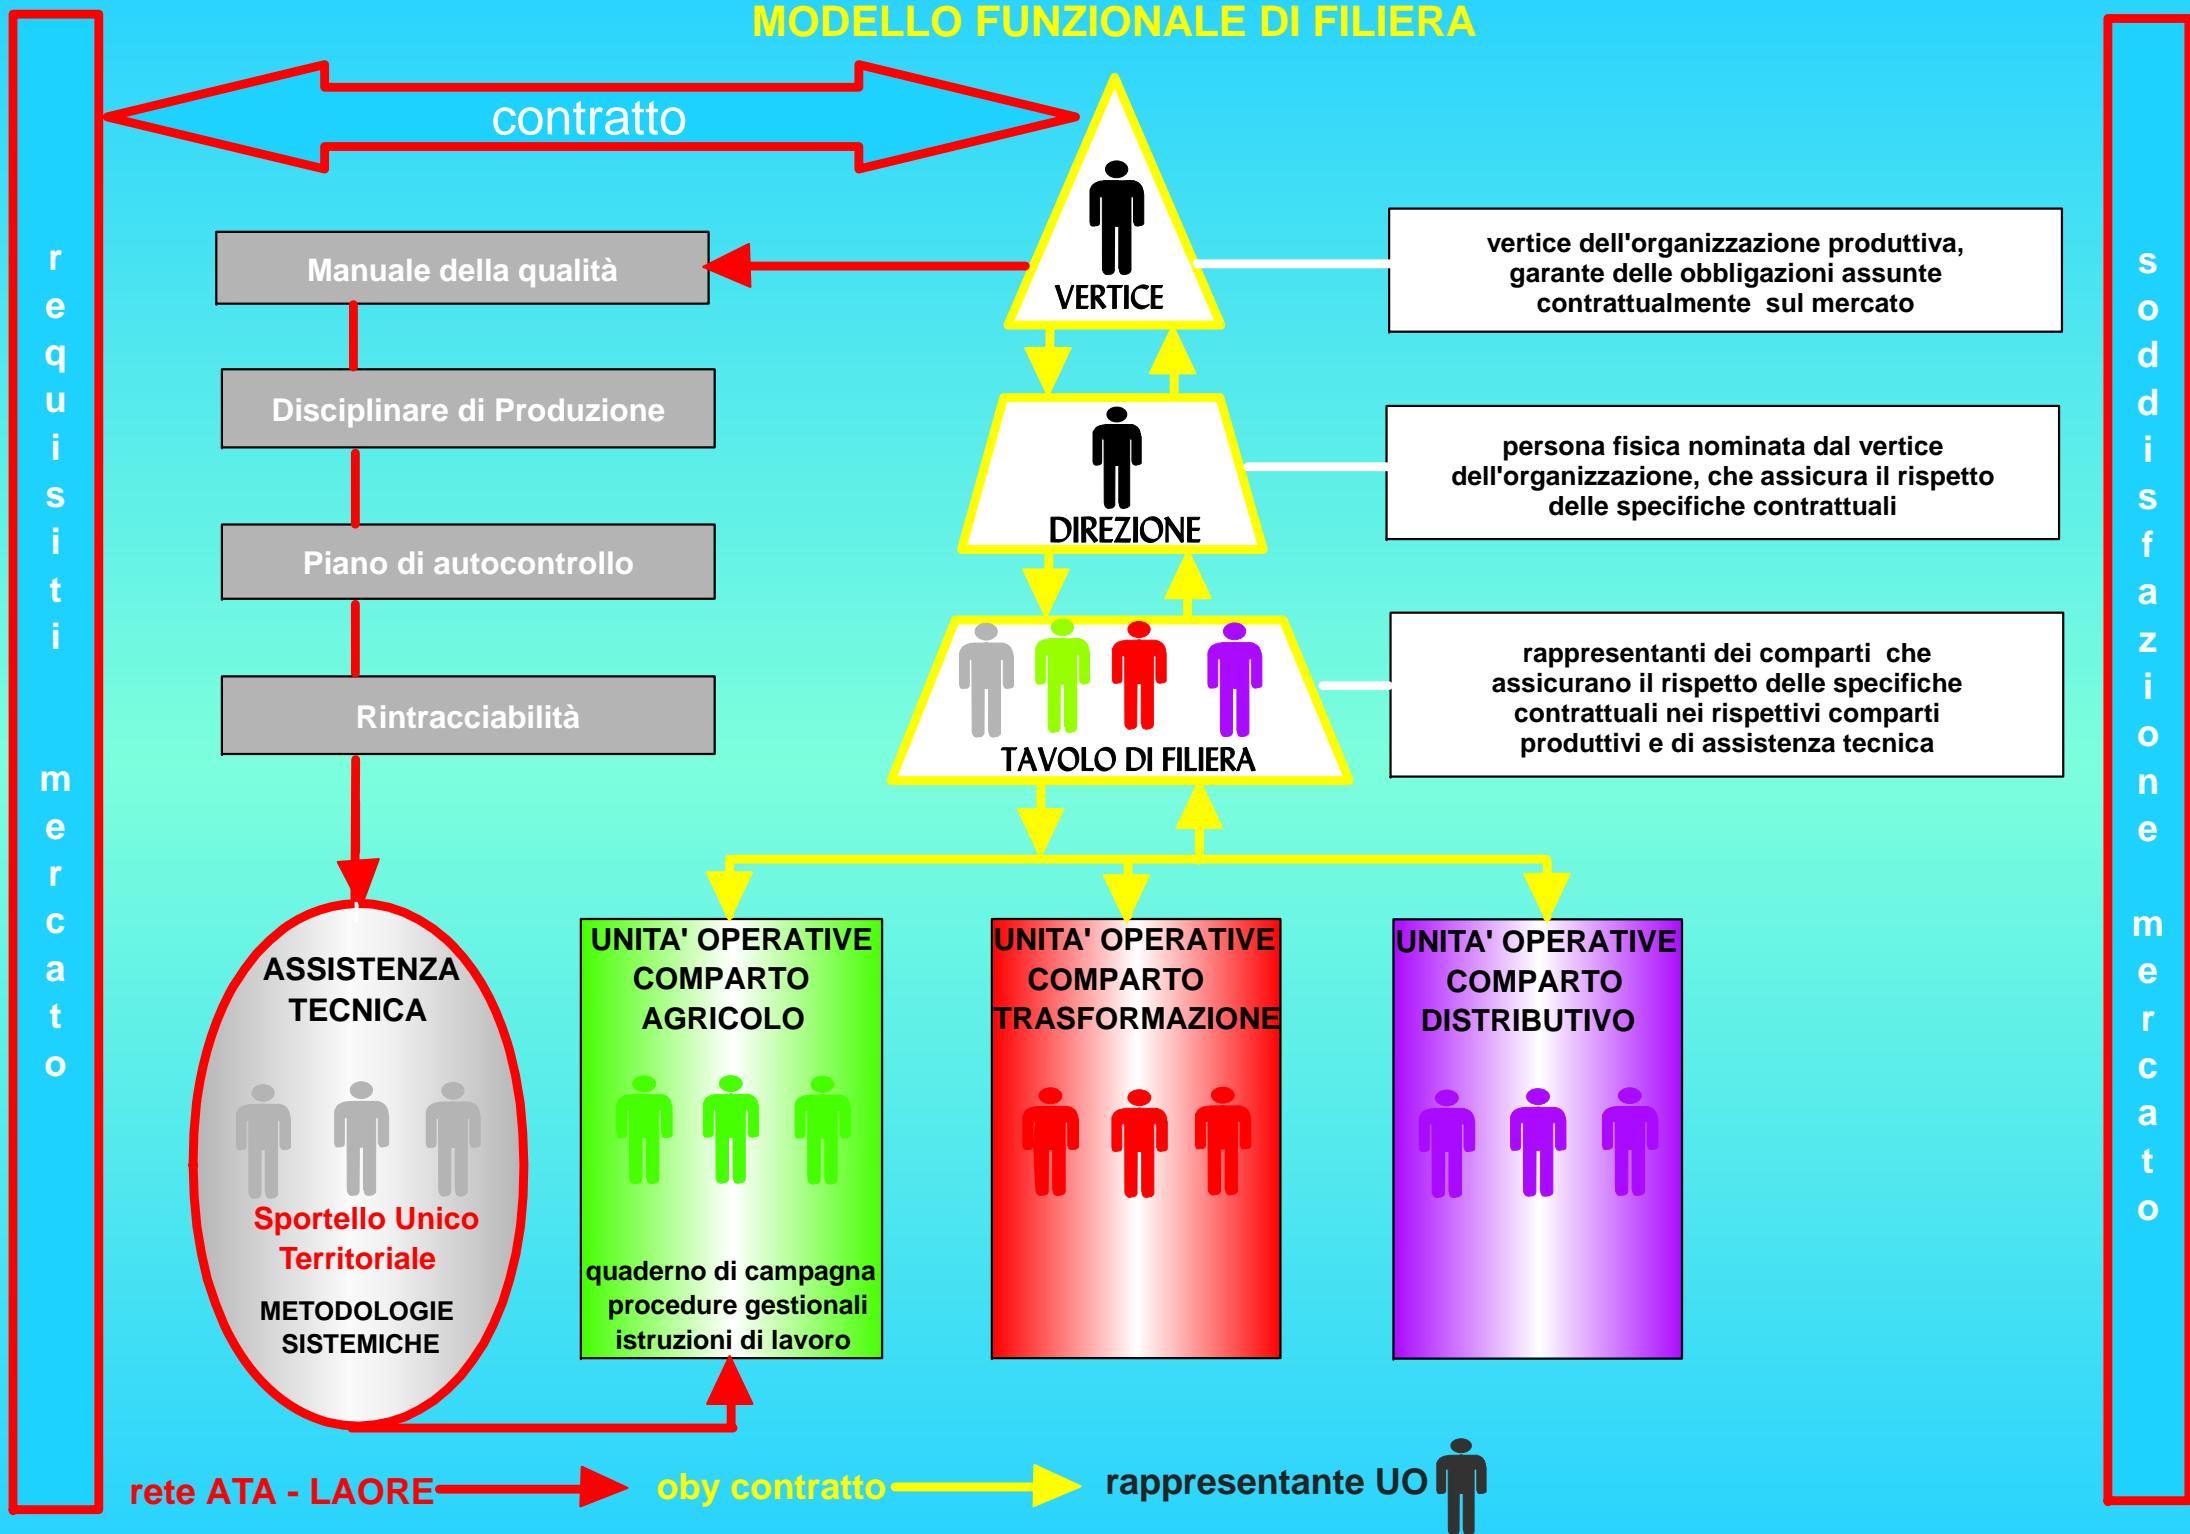 MODELLO FUNZIONALE DI FILIERA
contratto
requisiti mercato
soddisfazione mercato
VERTICE
vertice dell'organizzazione produttiva,
garante delle obbligazioni assunte
contrattualmente sul mercato
Manuale della qualità
Disciplinare di Produzione
Piano di autocontrollo
Rintracciabilità
DIREZIONE
persona fisica nominata dal vertice
dell'organizzazione, che assicura il rispetto
delle specifiche contrattuali
TAVOLO DI FILIERA
rappresentanti dei comparti che
assicurano il rispetto delle specifiche
contrattuali nei rispettivi comparti
produttivi e di assistenza tecnica
ASSISTENZA
TECNICA
Sportello Unico
Territoriale
METODOLOGIE
SISTEMICHE
UNITA' OPERATIVE
COMPARTO
AGRICOLO
quaderno di campagna
procedure gestionali
istruzioni di lavoro
UNITA' OPERATIVE
COMPARTO
TRASFORMAZIONE
UNITA' OPERATIVE
COMPARTO
DISTRIBUTIVO
rete ATA - LAORE
oby contratto
rappresentante UO